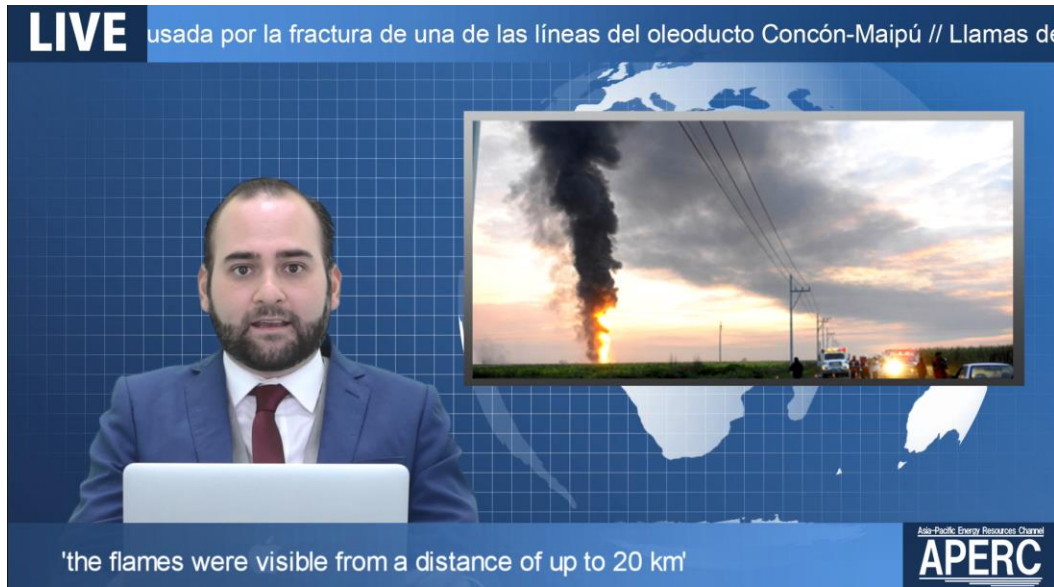 LIVE
usada por la fractura de una de las líneas del oleoducto Concón-Maipú // Llamas de
'the flames were visible from a distance of up to 20 km'
Asia-Pacific Energy Resources Channel
APERC